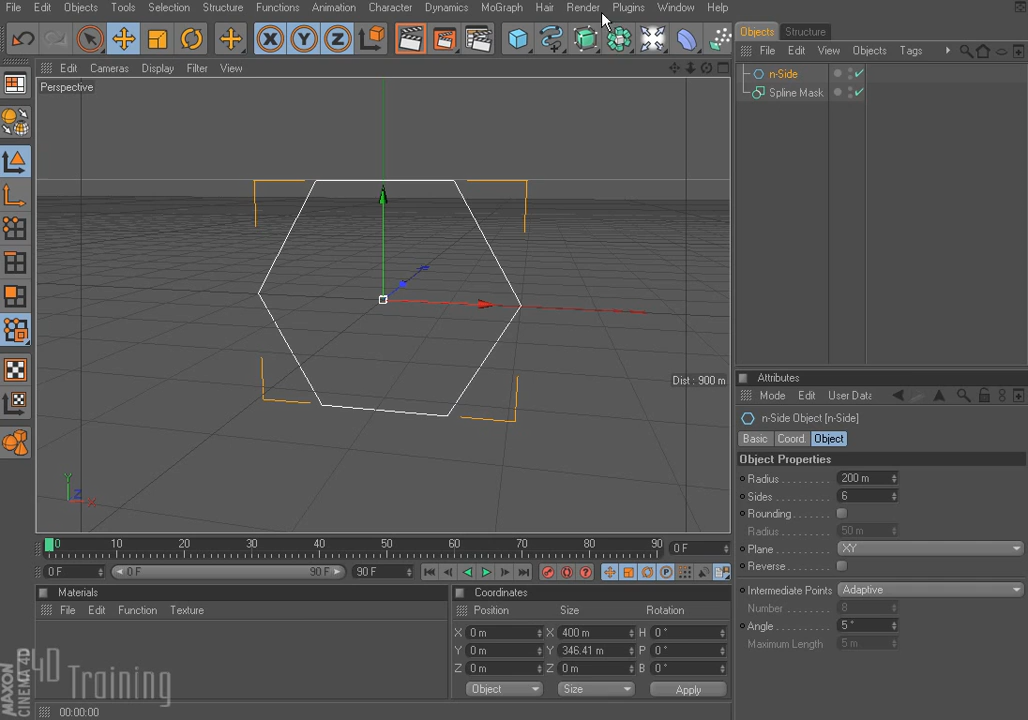 File Edit Objects Tools Selection Structure Functions Animation Character Dynamics MoGraph Hair Render Plugins Window Help
X Y Z
Objects Structure
Edit Cameras Display Filter View
File Edit View Objects Tags
Perspective
n-Side
Spline Mask
Dist : 900 m
Y
Z
X
Attributes
Mode Edit User Data
n-Side Object [n-Side]
Basic Coord. Object
Object Properties
Radius 200 m
Sides 6
Rounding
Radius 50 m
Plane XY
Reverse
Intermediate Points Adaptive
Number 8
Angle 5 °
Maximum Length 5 m
0 10 20 30 40 50 60 70 80 90 0 F
0 F 0 F 90 F 90 F
P
Materials
File Edit Function Texture
Coordinates
Position Size Rotation
X 0 m X 400 m H 0 °
Y 0 m Y 346.41 m P 0 °
Z 0 m Z 0 m B 0 °
Object Size Apply
MAXON
CINEMA 4D
4D
Training
00:00:00